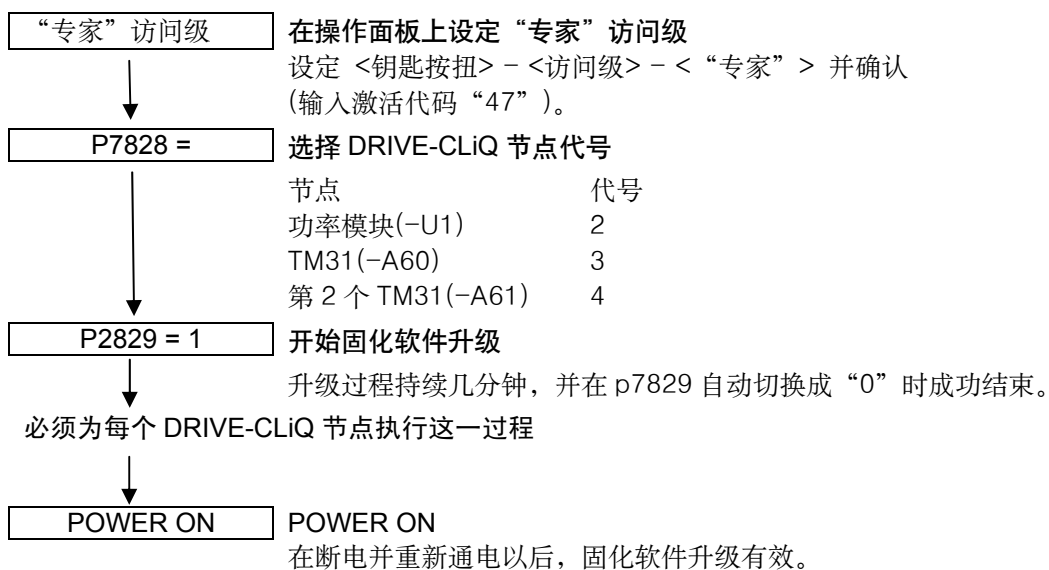 “专家”访问级 在操作面板上设定“专家”访问级
设定 <钥匙按扭> – <访问级> – <“专家”> 并确认
(输入激活代码“47”)。
P7828 = 选择 DRIVE-CLiQ 节点代号
节点 代号
功率模块(-U1) 2
TM31(-A60) 3
第 2 个 TM31(-A61) 4
P2829 = 1 开始固化软件升级
升级过程持续几分钟，并在 p7829 自动切换成“0”时成功结束。
必须为每个 DRIVE-CLiQ 节点执行这一过程
POWER ON POWER ON
在断电并重新通电以后，固化软件升级有效。